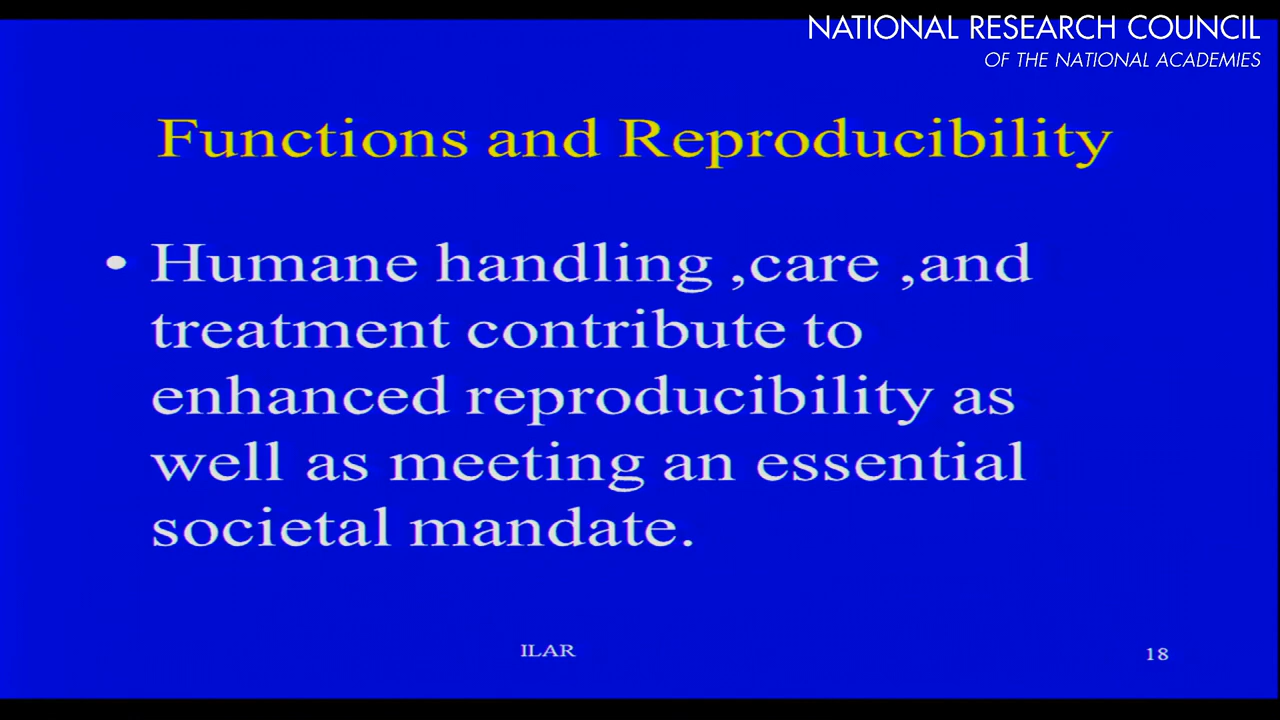 NATIONAL RESEARCH COUNCIL
OF THE NATIONAL ACADEMIES
Functions and Reproducibility
• Humane handling ,care ,and
treatment contribute to
enhanced reproducibility as
well as meeting an essential
societal mandate.
ILAR
18